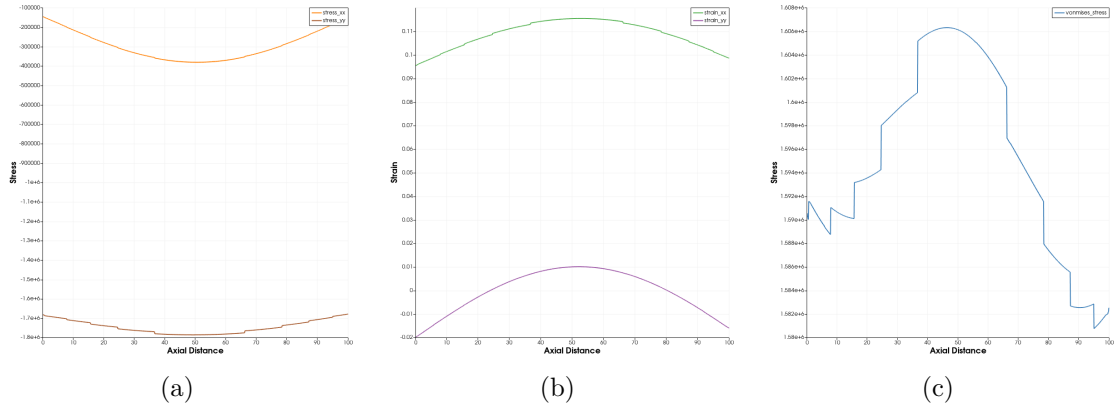 stress_xx
stress_yy
-100000
-200000
-300000
-400000
-500000
-600000
-700000
-800000
-900000
-1e+6
-1.1e+6
-1.2e+6
-1.3e+6
-1.4e+6
-1.5e+6
-1.6e+6
-1.7e+6
-1.8e+6
Stress
0 10 20 30 40 50 60 70 80 90 100
Axial Distance
(a)
strain_xx
strain_yy
0.11
0.1
0.09
0.08
0.07
0.06
0.05
0.04
0.03
0.02
0.01
0
-0.01
-0.02
Strain
0 10 20 30 40 50 60 70 80 90 100
Axial Distance
(b)
vonmises_stress
1.608e+6
1.606e+6
1.604e+6
1.602e+6
1.6e+6
1.598e+6
1.596e+6
1.594e+6
1.592e+6
1.59e+6
1.588e+6
1.586e+6
1.584e+6
1.582e+6
1.58e+6
Stress
0 10 20 30 40 50 60 70 80 90 100
Axial Distance
(c)